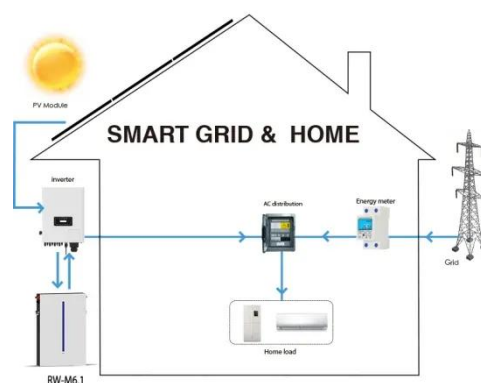 PV Module
SMART GRID & HOME
inverter
AC distribution
Energy meter
Grid
Home load
RW-M6.1